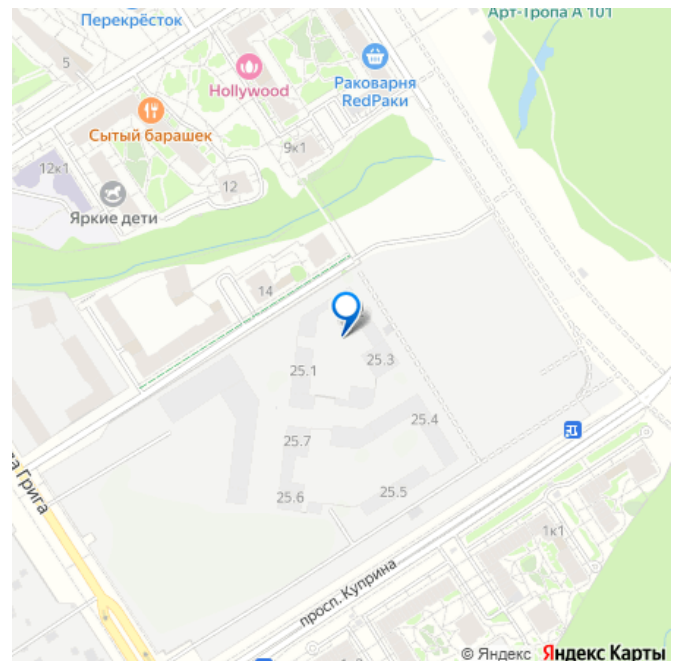 Арт-Тропа А 101
Перекрёсток
5
Hollywood
Раковарня
RedРаки
Сытый барашек
9к1
12к1
12
Яркие дети
14
25.3
25.1
25.4
25.7
25.6
25.5
а Грига
1к1
просп. Куприна
© Яндекс Яндекс Карты